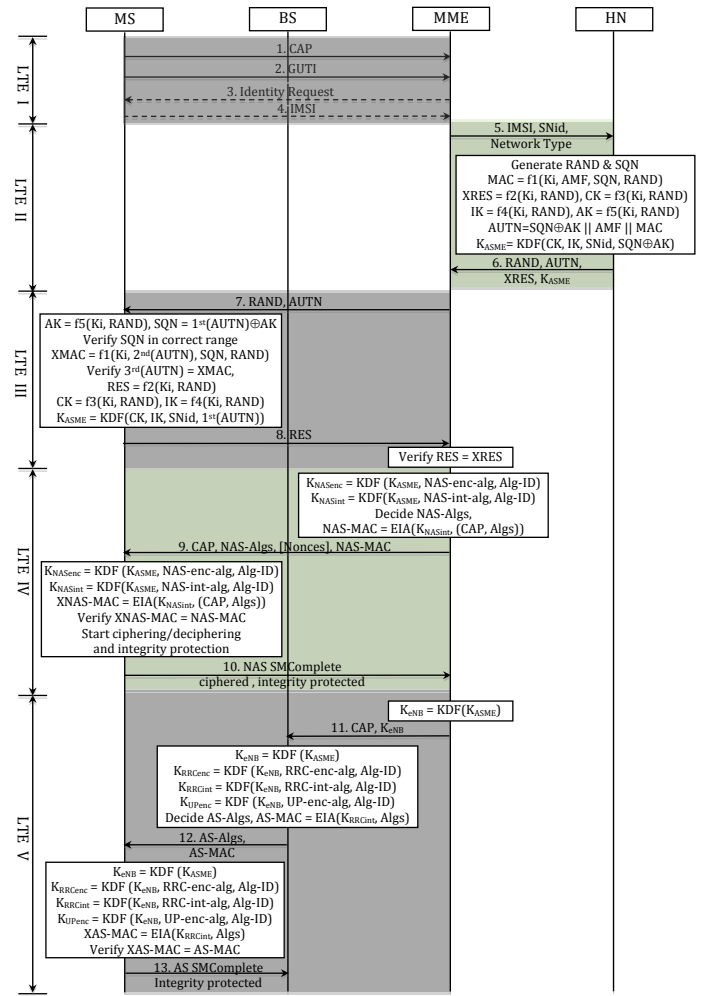 MS BS MME HN
LTE I
1. CAP
2. GUTI
3. Identity Request
4. IMSI
LTE II
5. IMSI, SNid,
Network Type
Generate RAND & SQN
MAC = f1(Ki, AMF, SQN, RAND)
XRES = f2(Ki, RAND), CK = f3(Ki, RAND)
IK = f4(Ki, RAND), AK = f5(Ki, RAND)
AUTN=SQN⊕AK || AMF || MAC
KASME= KDF(CK, IK, SNid, SQN⊕AK)
6. RAND, AUTN,
XRES, KASME
LTE III
7. RAND, AUTN
AK = f5(Ki, RAND), SQN = 1st(AUTN)⊕AK
Verify SQN in correct range
XMAC = f1(Ki, 2nd(AUTN), SQN, RAND)
Verify 3rd(AUTN) = XMAC,
RES = f2(Ki, RAND)
CK = f3(Ki, RAND), IK = f4(Ki, RAND)
KASME = KDF(CK, IK, SNid, 1st(AUTN))
8. RES
Verify RES = XRES
LTE IV
KNASenc = KDF (KASME, NAS-enc-alg, Alg-ID)
KNASint = KDF(KASME, NAS-int-alg, Alg-ID)
Decide NAS-Algs,
NAS-MAC = EIA(KNASint, (CAP, Algs))
9. CAP, NAS-Algs, [Nonces], NAS-MAC
KNASenc = KDF (KASME, NAS-enc-alg, Alg-ID)
KNASint = KDF(KASME, NAS-int-alg, Alg-ID)
XNAS-MAC = EIA(KNASint, (CAP, Algs))
Verify XNAS-MAC = NAS-MAC
Start ciphering/deciphering
and integrity protection
10. NAS SMComplete
ciphered , integrity protected
LTE V
KeNB = KDF(KASME)
11. CAP, KeNB
KeNB = KDF (KASME)
KRRCenc = KDF (KeNB, RRC-enc-alg, Alg-ID)
KRRCint = KDF(KeNB, RRC-int-alg, Alg-ID)
KUPenc = KDF (KeNB, UP-enc-alg, Alg-ID)
Decide AS-Algs, AS-MAC = EIA(KRRCint, Algs)
12. AS-Algs,
AS-MAC
KeNB = KDF (KASME)
KRRCenc = KDF (KeNB, RRC-enc-alg, Alg-ID)
KRRCint = KDF(KeNB, RRC-int-alg, Alg-ID)
KUPenc = KDF (KeNB, UP-enc-alg, Alg-ID)
XAS-MAC = EIA(KRRCint, Algs)
Verify XAS-MAC = AS-MAC
13. AS SMComplete
Integrity protected